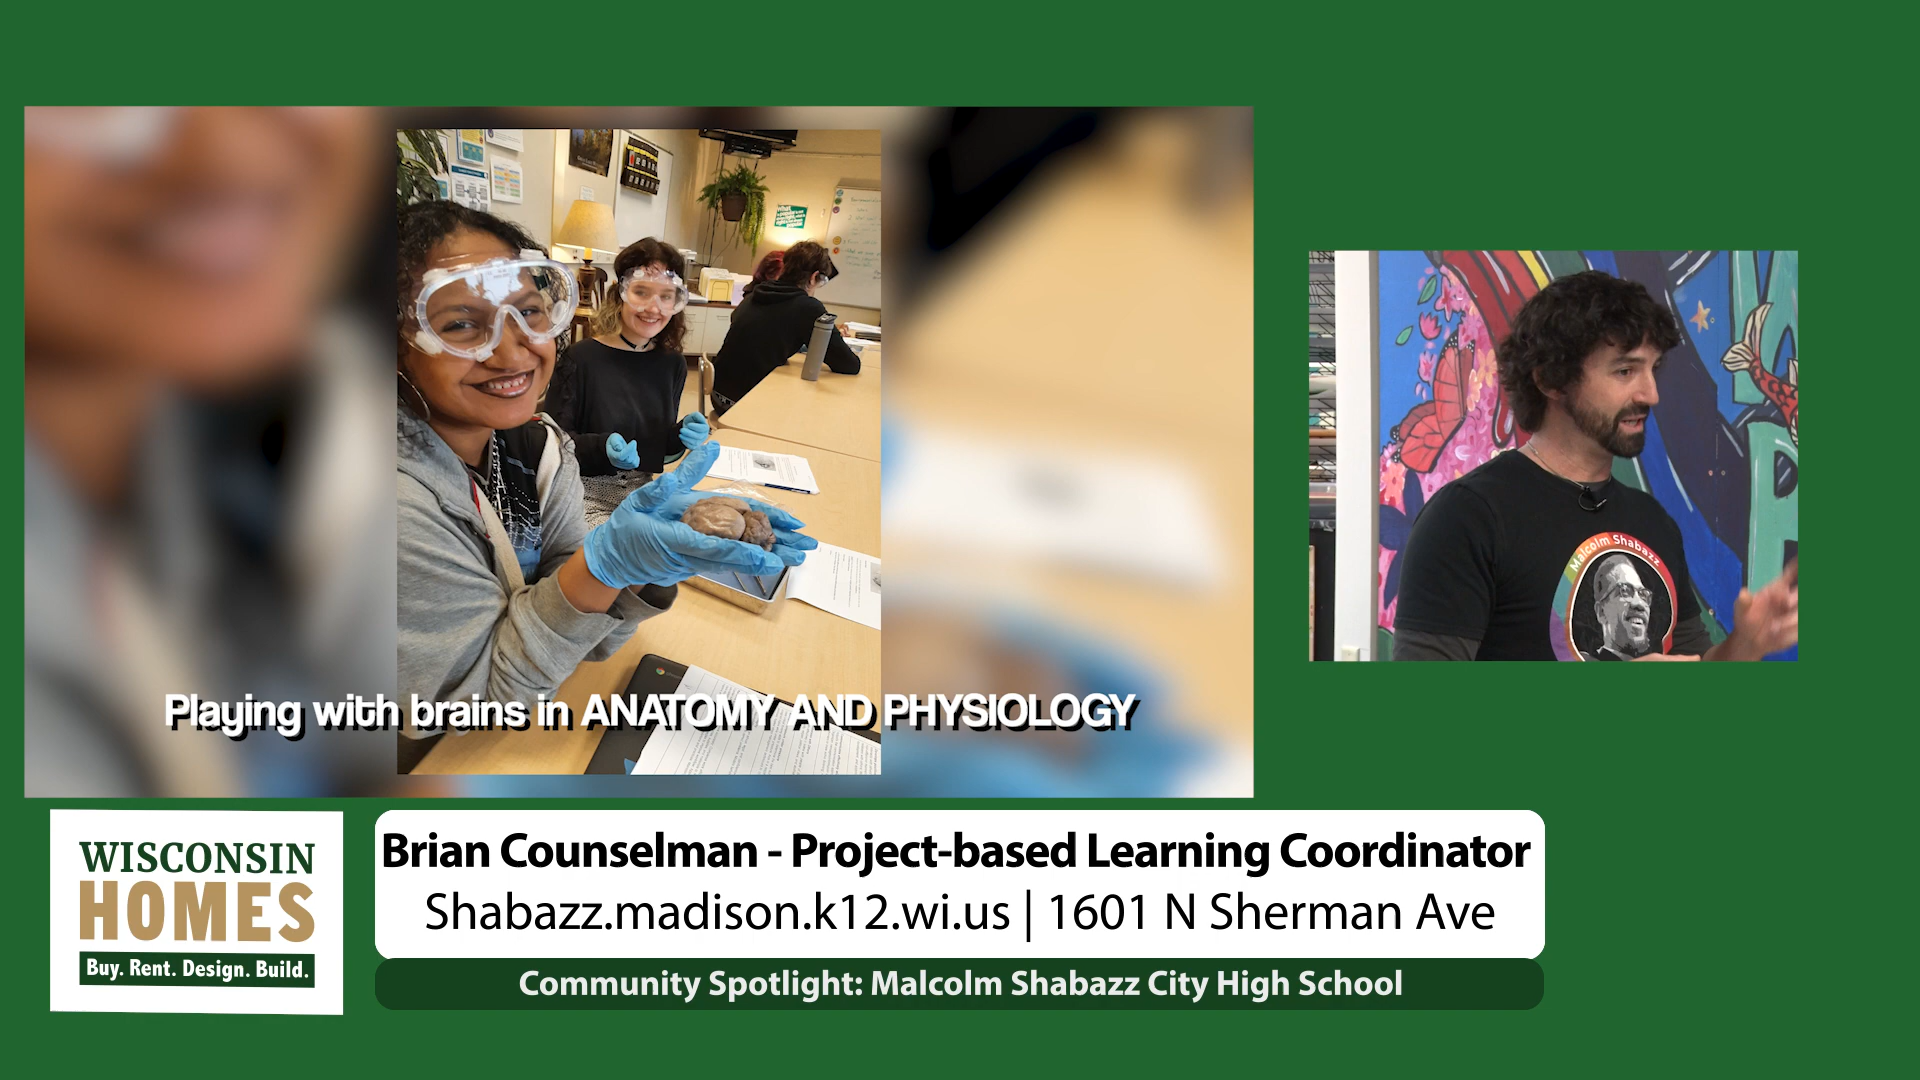 Playing with brains in ANATOMY AND PHYSIOLOGY
Malcolm Shabazz
WISCONSIN
HOMES
Buy. Rent. Design. Build.
Brian Counselman - Project-based Learning Coordinator
Shabazz.madison.k12.wi.us | 1601 N Sherman Ave
Community Spotlight: Malcolm Shabazz City High School